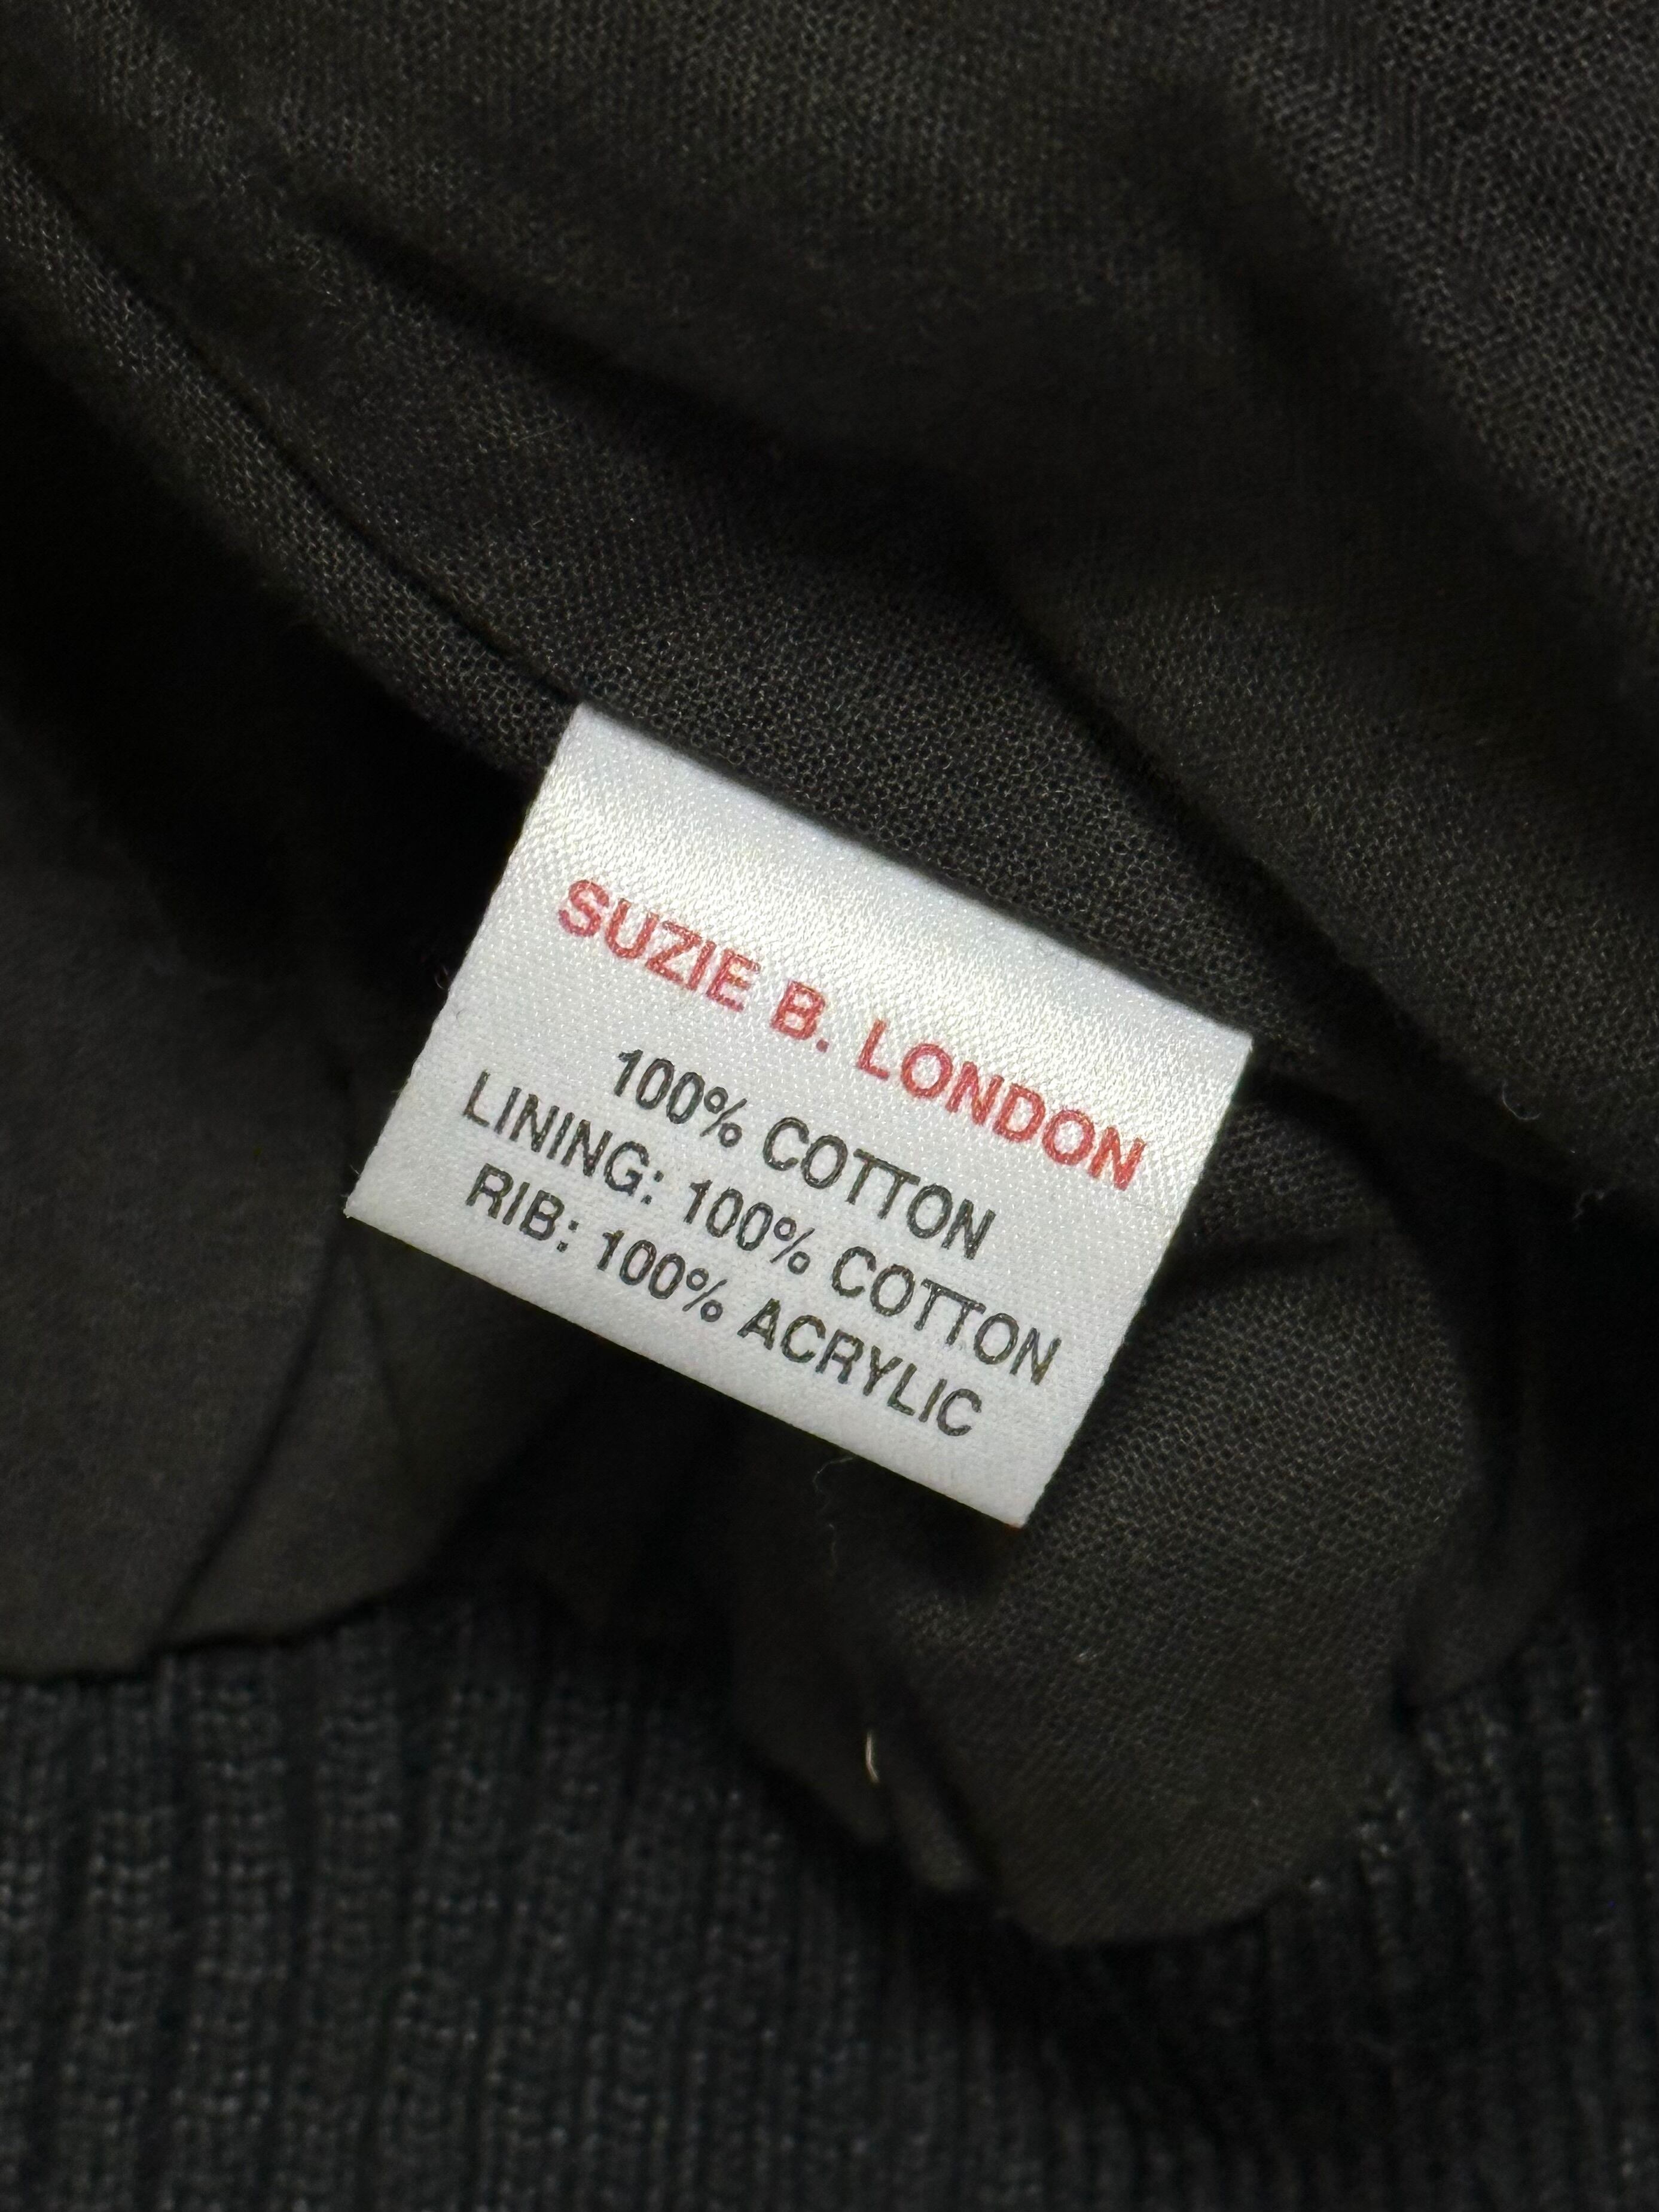 SUZIE B. LONDON
100% COTTON
LINING: 100% COTTON
RIB: 100% ACRYLIC